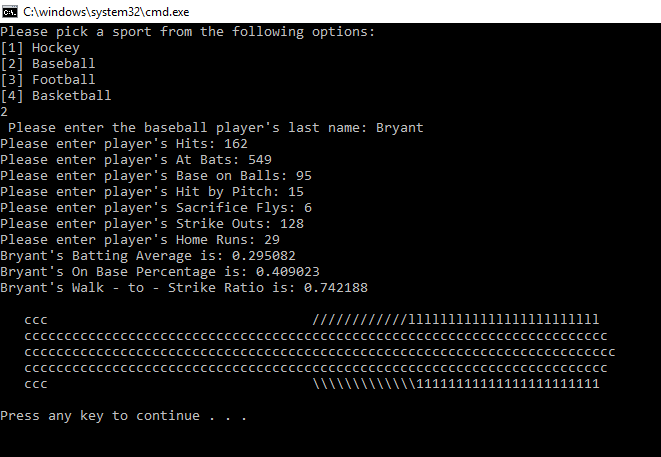 C:\windows\system32\cmd.exe
Please pick a sport from the following options:
[1] Hockey
[2] Baseball
[3] Football
[4] Basketball
2
 Please enter the baseball player's last name: Bryant
Please enter player's Hits: 162
Please enter player's At Bats: 549
Please enter player's Base on Balls: 95
Please enter player's Hit by Pitch: 15
Please enter player's Sacrifice Flys: 6
Please enter player's Strike Outs: 128
Please enter player's Home Runs: 29
Bryant's Batting Average is: 0.295082
Bryant's On Base Percentage is: 0.409023
Bryant's Walk - to - Strike Ratio is: 0.742188
   ccc                                 ////////////llllllllllllllllllllllll
   ccccccccccccccccccccccccccccccccccccccccccccccccccccccccccccccccccccccccc
   cccccccccccccccccccccccccccccccccccccccccccccccccccccccccccccccccccccccccc
   ccccccccccccccccccccccccccccccccccccccccccccccccccccccccccccccccccccccccc
   ccc                                 \\\\\\\\\\\\\11111111111111111111111
Press any key to continue . . .